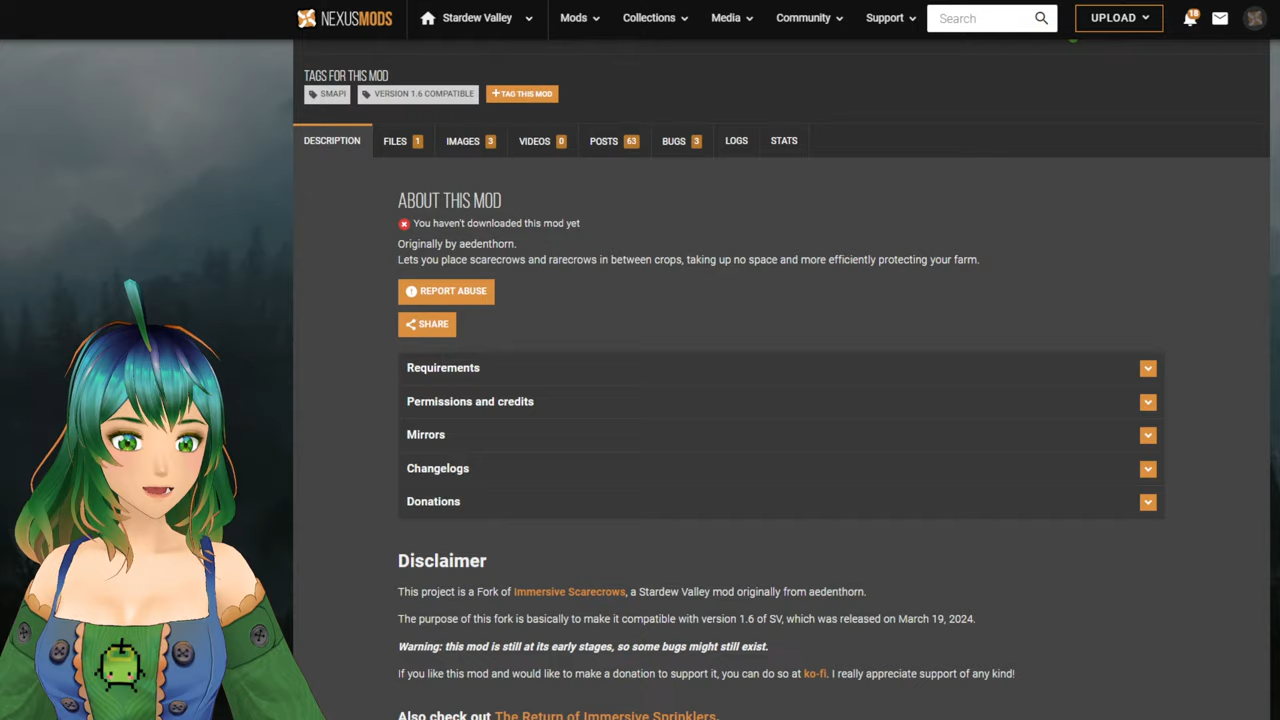 NEXUSMODS Stardew Valley Mods Collections Media Community Support Search UPLOAD 18
TAGS FOR THIS MOD
SMAPI VERSION 1.6 COMPATIBLE +TAG THIS MOD
DESCRIPTION FILES 1 IMAGES 3 VIDEOS 0 POSTS 63 BUGS 3 LOGS STATS
ABOUT THIS MOD
You haven't downloaded this mod yet
Originally by aedenthorn.
Lets you place scarecrows and rarecrows in between crops, taking up no space and more efficiently protecting your farm.
REPORT ABUSE
SHARE
Requirements
Permissions and credits
Mirrors
Changelogs
Donations
Disclaimer
This project is a Fork of Immersive Scarecrows, a Stardew Valley mod originally from aedenthorn.
The purpose of this fork is basically to make it compatible with version 1.6 of SV, which was released on March 19, 2024.
Warning: this mod is still at its early stages, so some bugs might still exist.
If you like this mod and would like to make a donation to support it, you can do so at ko-fi. I really appreciate support of any kind!
Also check out The Return of Immersive Sprinklers.